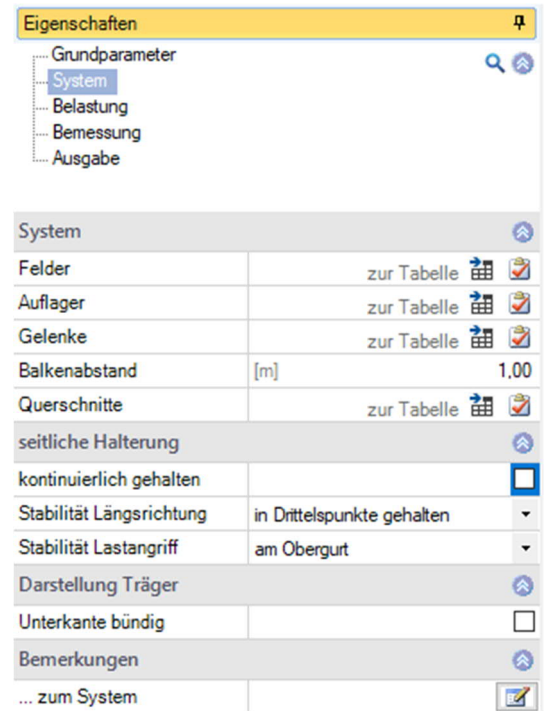 Eigenschaften
Grundparameter
System
Belastung
Bemessung
Ausgabe
System
Felder zur Tabelle
Auflager zur Tabelle
Gelenke zur Tabelle
Balkenabstand [m] 1,00
Querschnitte zur Tabelle
seitliche Halterung
kontinuierlich gehalten
Stabilität Längsrichtung in Drittelspunkte gehalten
Stabilität Lastangriff am Obergurt
Darstellung Träger
Unterkante bündig
Bemerkungen
... zum System